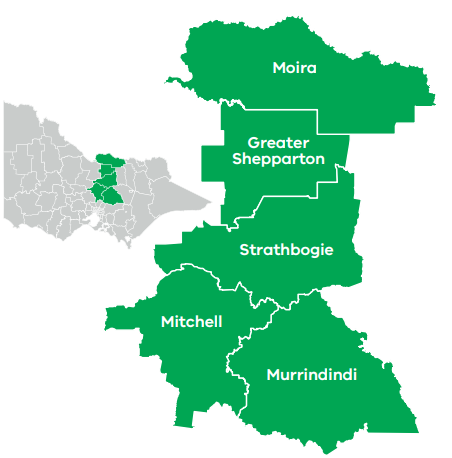 Moira
Greater
Shepparton
Strathbogie
Mitchell
Murrindindi